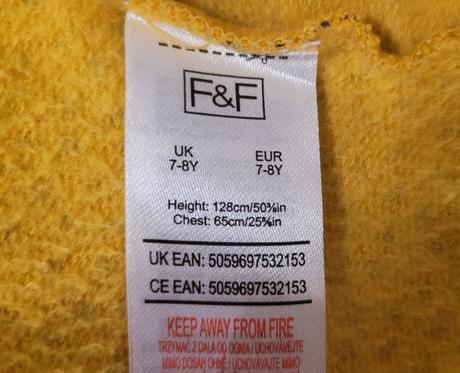 F&F
UK EUR
7-8Y 7-8Y
Height: 128cm/50⅜in
Chest: 65cm/25⅝in
UK EAN: 5059697532153
CE EAN: 5059697532153
KEEP AWAY FROM FIRE
TRZYMAĆ Z DALA OD OGNIA / UCHOVÁVEJTE
MIMO DOSAH OHNĚ / UCHOVÁVAJTE MIMO